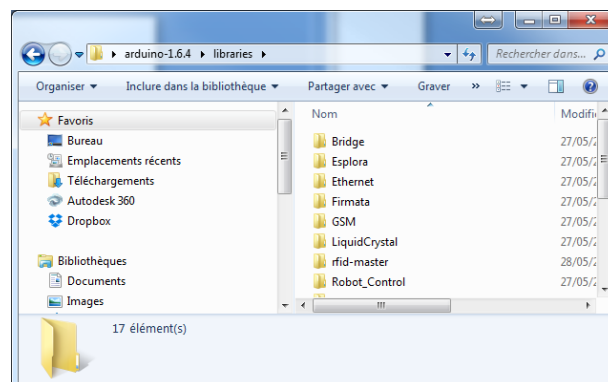 arduino-1.6.4 libraries
Rechercher dans...
Organiser Inclure dans la bibliothèque Partager avec Graver »
Favoris
Bureau
Emplacements récents
Téléchargements
Autodesk 360
Dropbox
Bibliothèques
Documents
Images
Nom Modifi
Bridge 27/05/2
Esplora 27/05/2
Ethernet 27/05/2
Firmata 27/05/2
GSM 27/05/2
LiquidCrystal 27/05/2
rfid-master 28/05/2
Robot_Control 27/05/2
17 élément(s)